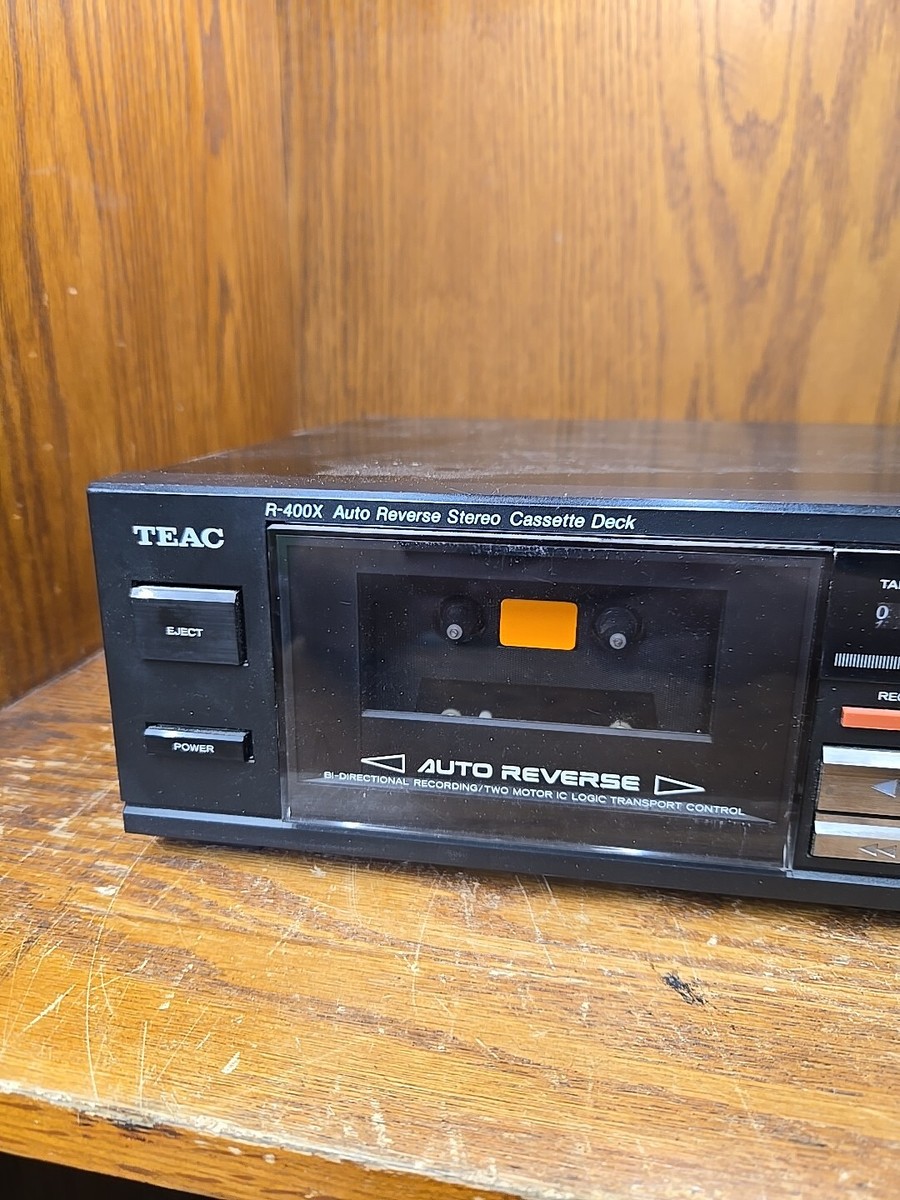 R-400X Auto Reverse Stereo Cassette Deck
TEAC
EJECT
POWER
AUTO REVERSE
BI-DIRECTIONAL RECORDING/TWO MOTOR IC LOGIC TRANSPORT CONTROL
0